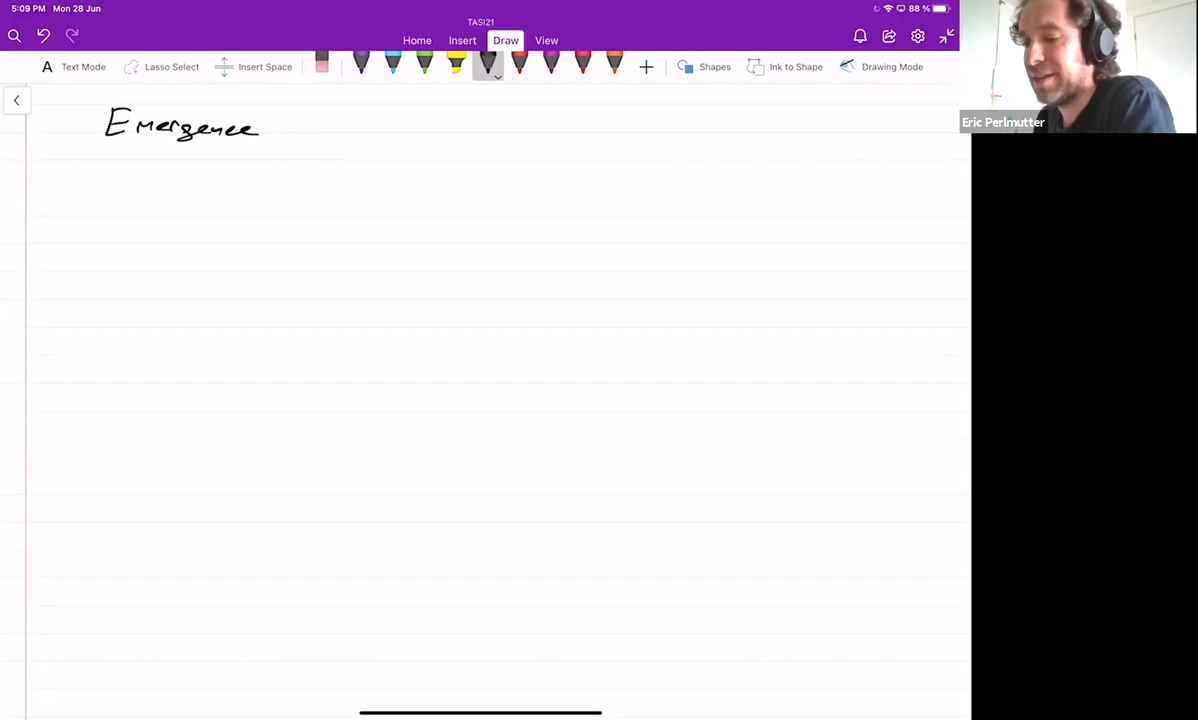 5:09 PM Mon 28 Jun
88 %
TASI21
Home Insert Draw View
A Text Mode Lasso Select Insert Space Shapes Ink to Shape Drawing Mode
Eric Perlmutter
Emergence